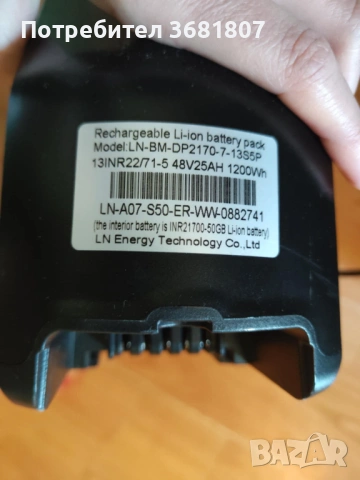 Потребител 3681807
Rechargeable Li-ion battery pack
Model:LN-BM-DP2170-7-13S5P
13INR22/71-5 48V25AH 1200Wh
LN-A07-S50-ER-WW-0882741
(the interior battery is INR21700-50GB Li-ion battery)
LN Energy Technology Co.,Ltd
BAZAR